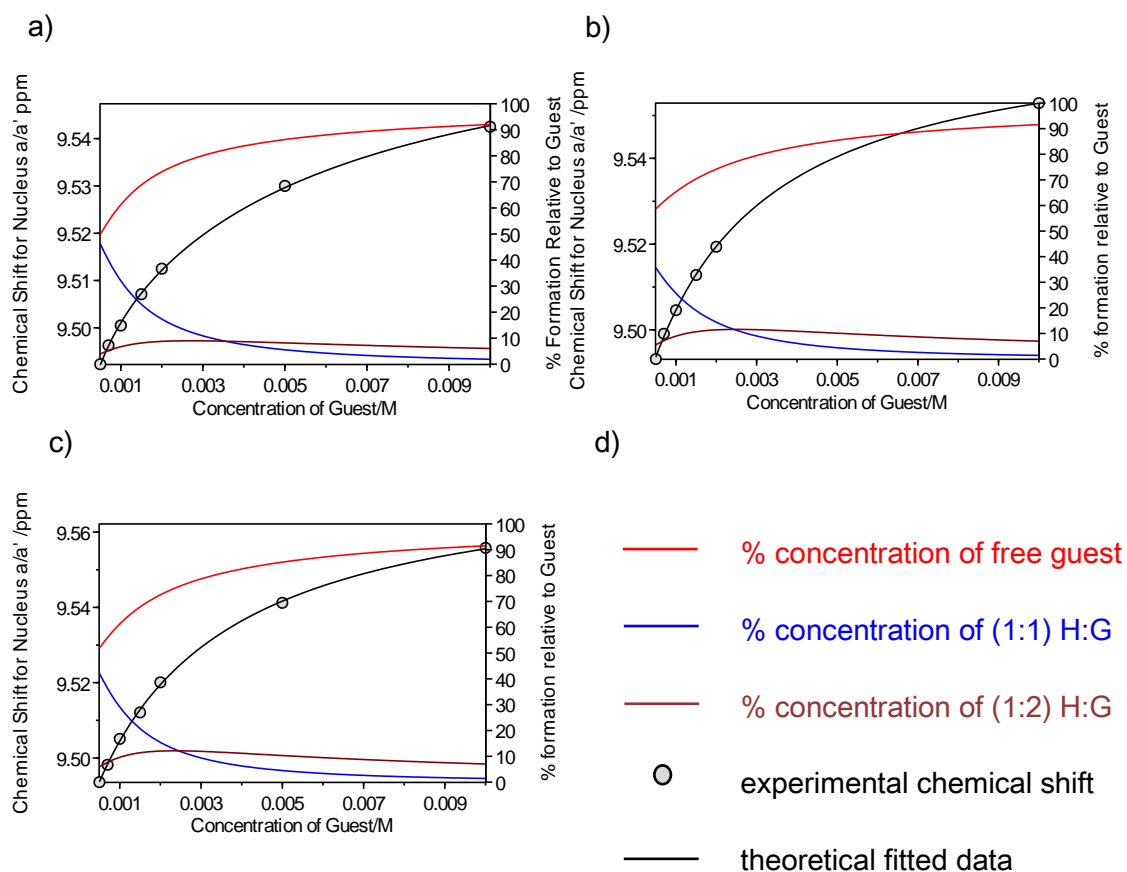 a)
Chemical Shift for Nucleus a/a' ppm
9.54
9.53
9.52
9.51
9.50
100
90
80
70
60
50
40
30
20
10
0
% Formation Relative to Guest
0.001 0.003 0.005 0.007 0.009
Concentration of Guest/M
b)
Chemical Shift for Nucleus a/a' /ppm
9.54
9.52
9.50
100
90
80
70
60
50
40
30
20
10
0
% formation relative to Guest
0.001 0.003 0.005 0.007 0.009
Concentration of Guest/M
c)
Chemical Shift for Nucleus a/a' /ppm
9.56
9.54
9.52
9.50
100
90
80
70
60
50
40
30
20
10
0
% formation relative to Guest
0.001 0.003 0.005 0.007 0.009
Concentration of Guest/M
d)
% concentration of free guest
% concentration of (1:1) H:G
% concentration of (1:2) H:G
experimental chemical shift
theoretical fitted data